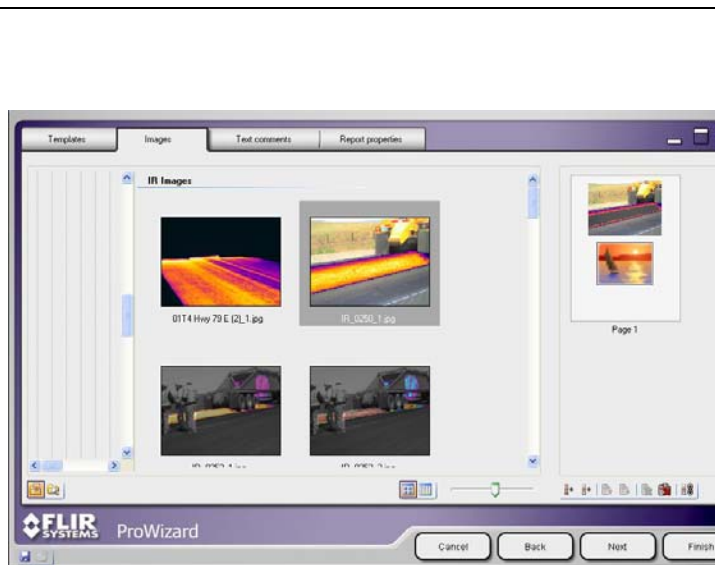 Templates
Images
Text comments
Report properties
IR Images
01T4 Hwy 79 E (2)_1.jpg
IR_0250_1.jpg
Page 1
FLIR
SYSTEMS
ProWizard
Cancel
Back
Next
Finish